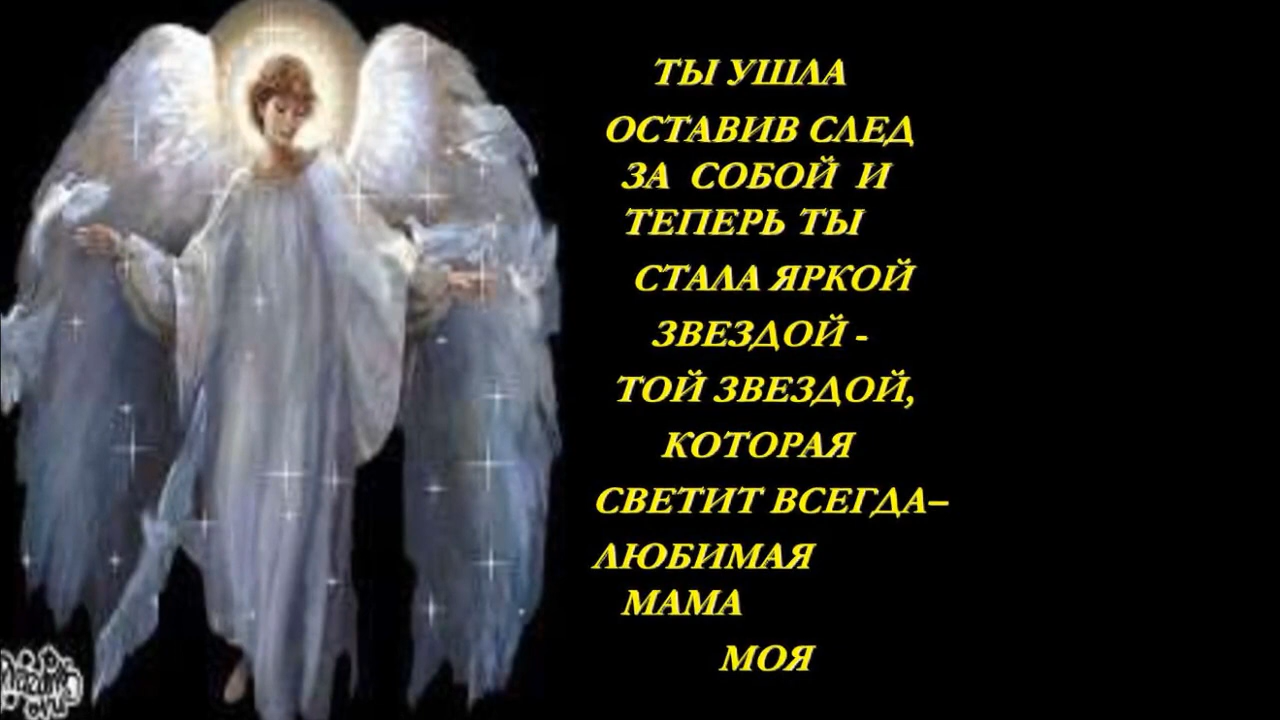 ТЫ УШЛА
ОСТАВИВ СЛЕД
ЗА СОБОЙ И
ТЕПЕРЬ ТЫ
СТАЛА ЯРКОЙ
ЗВЕЗДОЙ -
ТОЙ ЗВЕЗДОЙ,
КОТОРАЯ
СВЕТИТ ВСЕГДА–
ЛЮБИМАЯ
МАМА
МОЯ